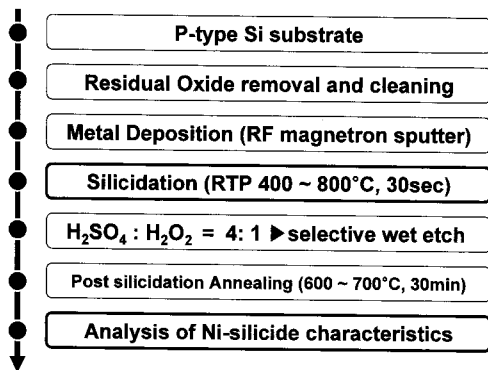 P-type Si substrate
Residual Oxide removal and cleaning
Metal Deposition (RF magnetron sputter)
Silicidation (RTP 400 ~ 800°C, 30sec)
H₂SO₄ : H₂O₂ = 4: 1 ▶selective wet etch
Post silicidation Annealing (600 ~ 700°C, 30min)
Analysis of Ni-silicide characteristics